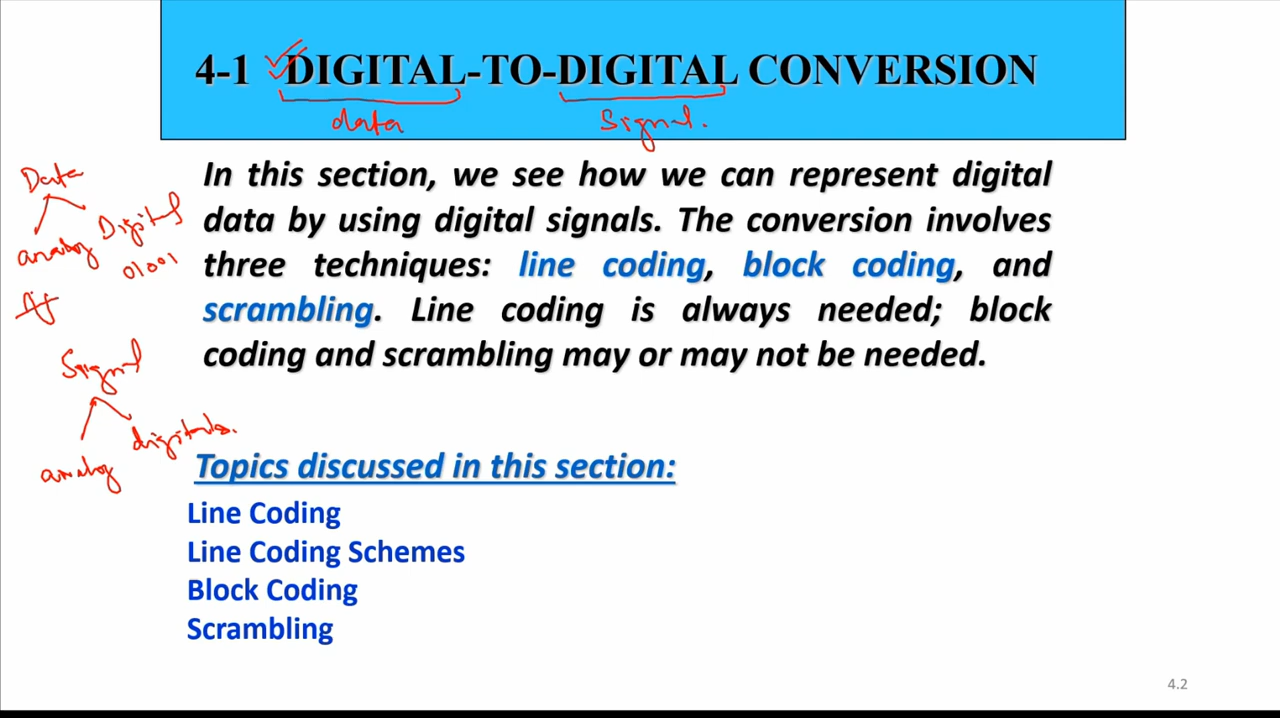 4-1 DIGITAL-TO-DIGITAL CONVERSION
data
Signal.
In this section, we see how we can represent digital
data by using digital signals. The conversion involves
three techniques: line coding, block coding, and
scrambling. Line coding is always needed; block
coding and scrambling may or may not be needed.
Data
analog Digital
01001
Signal
analog digital
Topics discussed in this section:
Line Coding
Line Coding Schemes
Block Coding
Scrambling
4.2